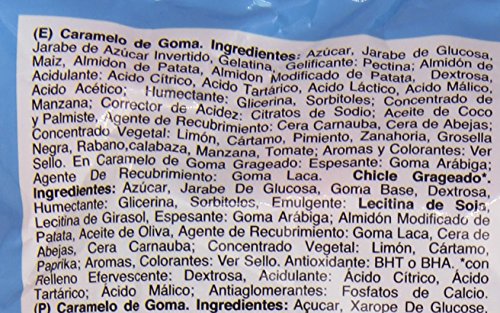 (E) Caramelo de Goma. Ingredientes: Azúcar, Jarabe de Glucosa,
Jarabe de Azúcar Invertido, Gelatina, Gelificante: Pectina; Almidón de
Maiz, Almidon de Patata, Almidón Modificado de Patata, Dextrosa,
Acidulante: Acido Cítrico, Acido Tartárico, Acido Láctico, Acido Málico,
Acido Acético; Humectante: Glicerina, Sorbitoles; Concentrado de
Manzana; Corrector de Acidez: Citratos de Sodio; Aceite de Coco
y Palmiste, Agente de Recubrimiento: Cera Carnauba, Cera de Abejas;
Concentrado Vegetal: Limón, Cártamo, Pimiento, Zanahoria, Grosella
Negra, Rabano,calabaza, Manzana, Tomate; Aromas y Colorantes: Ver
Sello. En Caramelo de Goma Grageado: Espesante: Goma Arábiga;
Agente De Recubrimiento: Goma Laca. Chicle Grageado*.
Ingredientes: Azúcar, Jarabe De Glucosa, Goma Base, Dextrosa,
Humectante: Glicerina, Sorbitoles, Emulgente: Lecitina de Soja,
Lecitina de Girasol, Espesante: Goma Arábiga; Almidón Modificado de
Patata, Aceite de Oliva, Agente de Recubrimiento: Goma Laca, Cera de
Abejas, Cera Carnauba; Concentrado Vegetal: Limón, Cártamo,
Paprika; Aromas, Colorantes: Ver Sello. Antioxidante: BHT o BHA. *con
Relleno Efervescente: Dextrosa, Acidulante: Ácido Cítrico, Ácido
Tartárico; Ácido Málico; Antiaglomerantes: Fosfatos de Calcio.
(P) Caramelo de Goma. Ingredientes: Açucar, Xarope De Glucose,